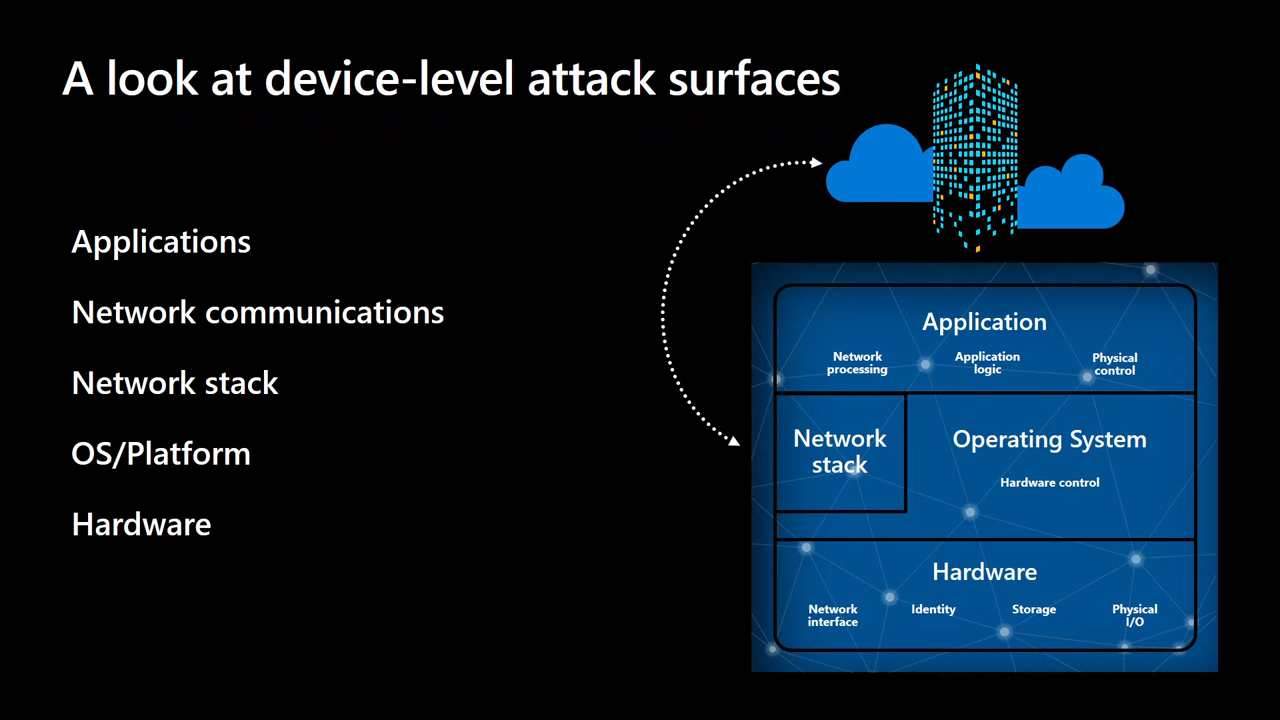 A look at device-level attack surfaces
Applications
Network communications
Network stack
OS/Platform
Hardware
Application
Network
processing
Application
logic
Physical
control
Network
stack
Operating System
Hardware control
Hardware
Network
interface
Identity
Storage
Physical
I/O